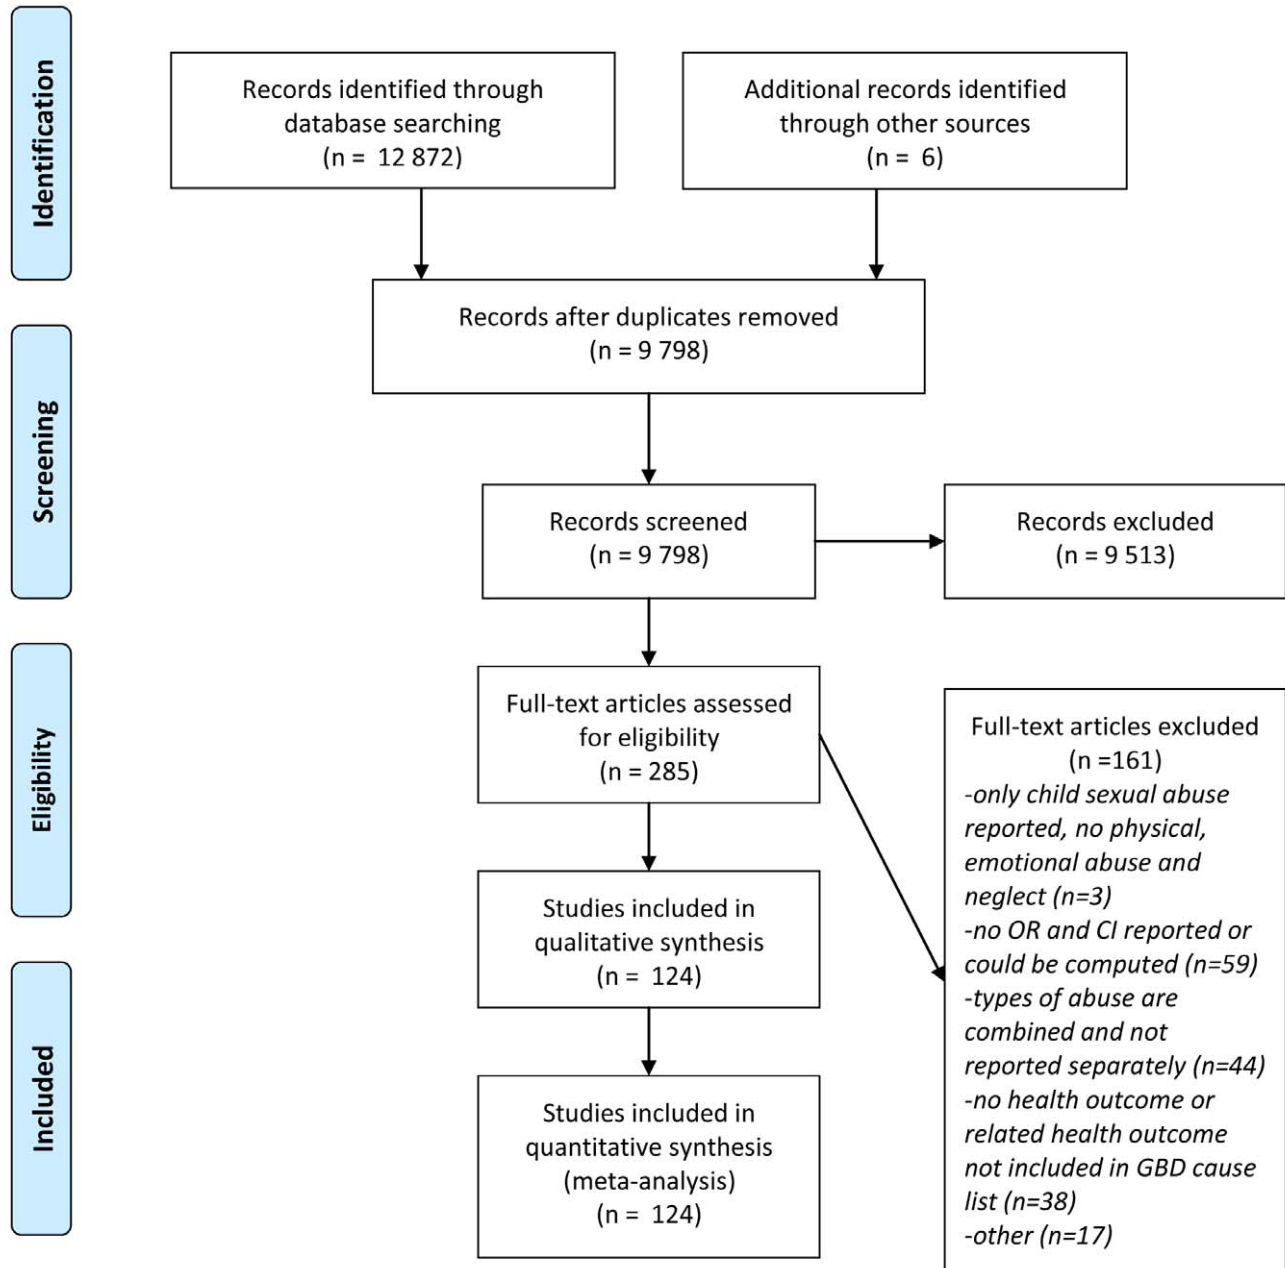 Identification
Records identified through
database searching
(n = 12 872)
Additional records identified
through other sources
(n = 6)
Records after duplicates removed
(n = 9 798)
Screening
Records screened
(n = 9 798)
Records excluded
(n = 9 513)
Eligibility
Full-text articles assessed
for eligibility
(n = 285)
Full-text articles excluded
(n =161)
-only child sexual abuse
reported, no physical,
emotional abuse and
neglect (n=3)
-no OR and CI reported or
could be computed (n=59)
-types of abuse are
combined and not
reported separately (n=44)
-no health outcome or
related health outcome
not included in GBD cause
list (n=38)
-other (n=17)
Studies included in
qualitative synthesis
(n = 124)
Included
Studies included in
quantitative synthesis
(meta-analysis)
(n = 124)